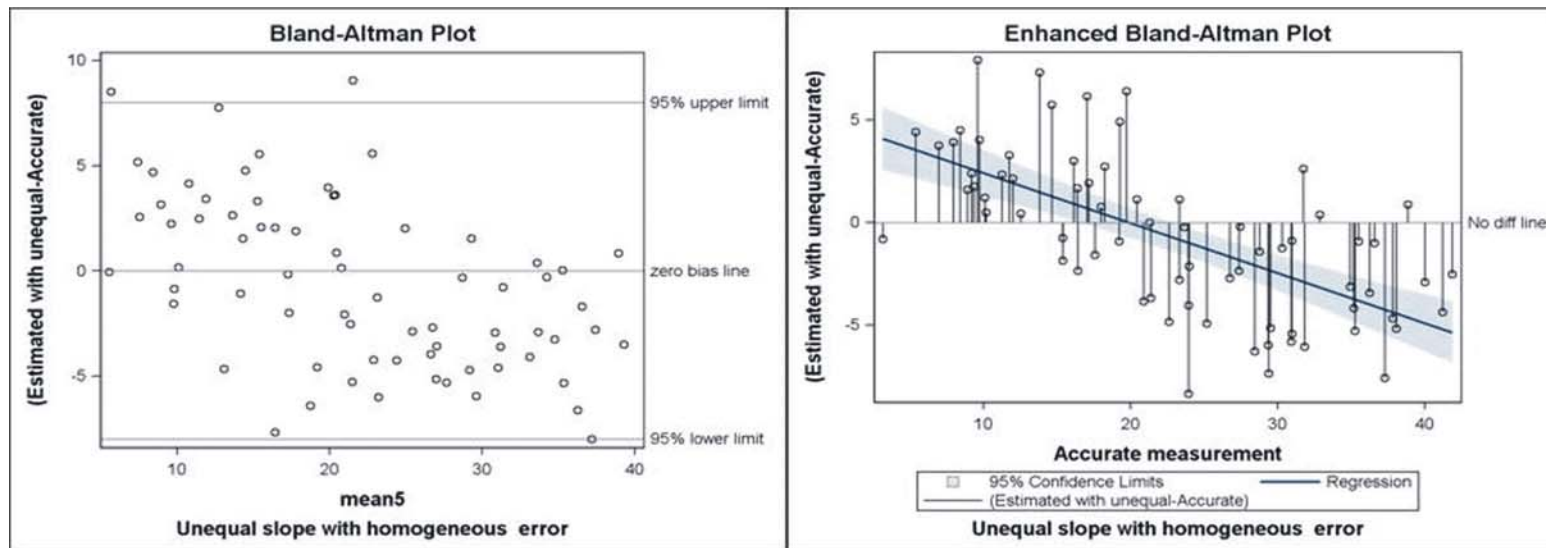 Bland-Altman Plot
(Estimated with unequal-Accurate)
10
5
0
-5
95% upper limit
zero bias line
95% lower limit
10 20 30 40
mean5
Unequal slope with homogeneous error
Enhanced Bland-Altman Plot
(Estimated with unequal-Accurate)
5
0
-5
No diff line
10 20 30 40
Accurate measurement
95% Confidence Limits Regression
(Estimated with unequal-Accurate)
Unequal slope with homogeneous error